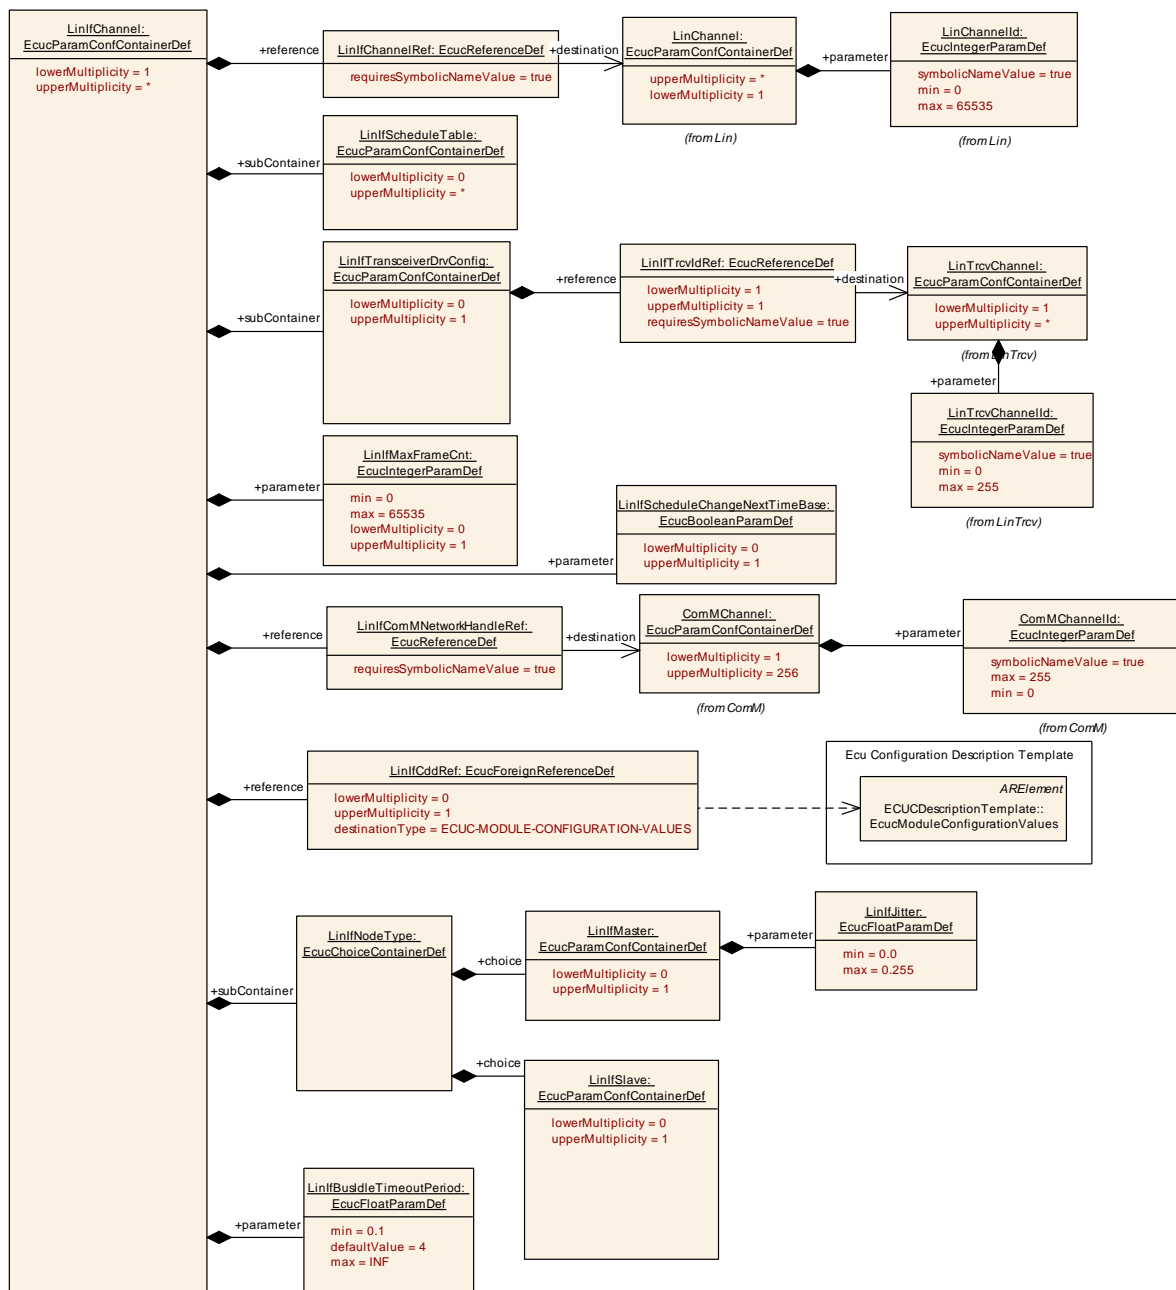 LinIfChannel:
EcucParamConfContainerDef
lowerMultiplicity = 1
upperMultiplicity = *
+reference
LinIfChannelRef: EcucReferenceDef
requiresSymbolicNameValue = true
+destination
LinChannel:
EcucParamConfContainerDef
upperMultiplicity = *
lowerMultiplicity = 1
(from Lin)
+parameter
LinChannelId:
EcucIntegerParamDef
symbolicNameValue = true
min = 0
max = 65535
(from Lin)
+subContainer
LinIfScheduleTable:
EcucParamConfContainerDef
lowerMultiplicity = 0
upperMultiplicity = *
+subContainer
LinIfTransceiverDrvConfig:
EcucParamConfContainerDef
lowerMultiplicity = 0
upperMultiplicity = 1
+reference
LinIfTrcvIdRef: EcucReferenceDef
lowerMultiplicity = 1
upperMultiplicity = 1
requiresSymbolicNameValue = true
+destination
LinTrcvChannel:
EcucParamConfContainerDef
lowerMultiplicity = 1
upperMultiplicity = *
(from LinTrcv)
+parameter
LinTrcvChannelId:
EcucIntegerParamDef
symbolicNameValue = true
min = 0
max = 255
(from LinTrcv)
+parameter
LinIfMaxFrameCnt:
EcucIntegerParamDef
min = 0
max = 65535
lowerMultiplicity = 0
upperMultiplicity = 1
+parameter
LinIfScheduleChangeNextTimeBase:
EcucBooleanParamDef
lowerMultiplicity = 0
upperMultiplicity = 1
+reference
LinIfComMNetworkHandleRef:
EcucReferenceDef
requiresSymbolicNameValue = true
+destination
ComMChannel:
EcucParamConfContainerDef
lowerMultiplicity = 1
upperMultiplicity = 256
(from ComM)
+parameter
ComMChannelId:
EcucIntegerParamDef
symbolicNameValue = true
max = 255
min = 0
(from ComM)
+reference
LinIfCddRef: EcucForeignReferenceDef
lowerMultiplicity = 0
upperMultiplicity = 1
destinationType = ECUC-MODULE-CONFIGURATION-VALUES
Ecu Configuration Description Template
ARElement
ECUCDescriptionTemplate::
EcucModuleConfigurationValues
+subContainer
LinIfNodeType:
EcucChoiceContainerDef
+choice
LinIfMaster:
EcucParamConfContainerDef
lowerMultiplicity = 0
upperMultiplicity = 1
+parameter
LinIfJitter:
EcucFloatParamDef
min = 0.0
max = 0.255
+choice
LinIfSlave:
EcucParamConfContainerDef
lowerMultiplicity = 0
upperMultiplicity = 1
+parameter
LinIfBusIdleTimeoutPeriod:
EcucFloatParamDef
min = 0.1
defaultValue = 4
max = INF